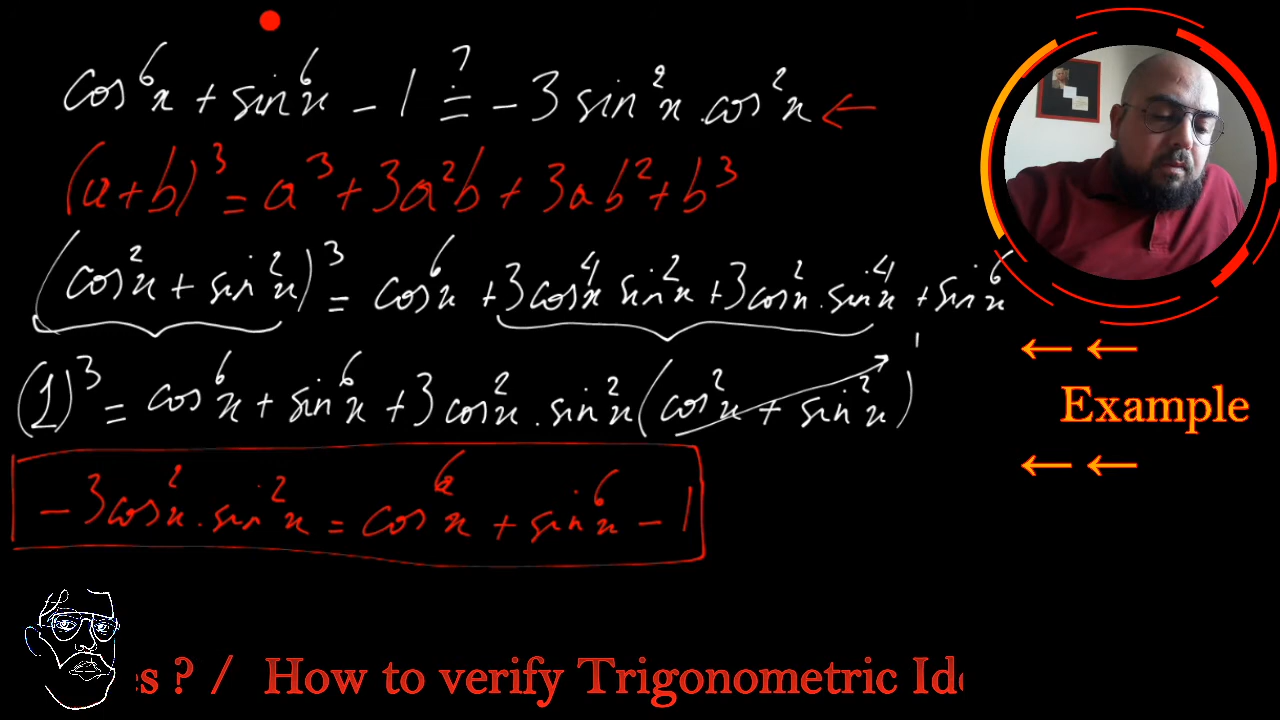 cos⁶x + sin⁶x - 1 ≟ - 3 sin²x . cos²x ←
(a+b)³ = a³ + 3a²b + 3ab² + b³
(cos²x + sin²x)³ = cos⁶x + 3cos⁴x sin²x + 3cos²x . sin⁴x + sin⁶x
(1)³ = cos⁶x + sin⁶x + 3 cos²x . sin²x (cos²x + sin²x) 1
- 3cos²x . sin²x = cos⁶x + sin⁶x - 1
← ←
Example
← ←
s ? / How to verify Trigonometric Id